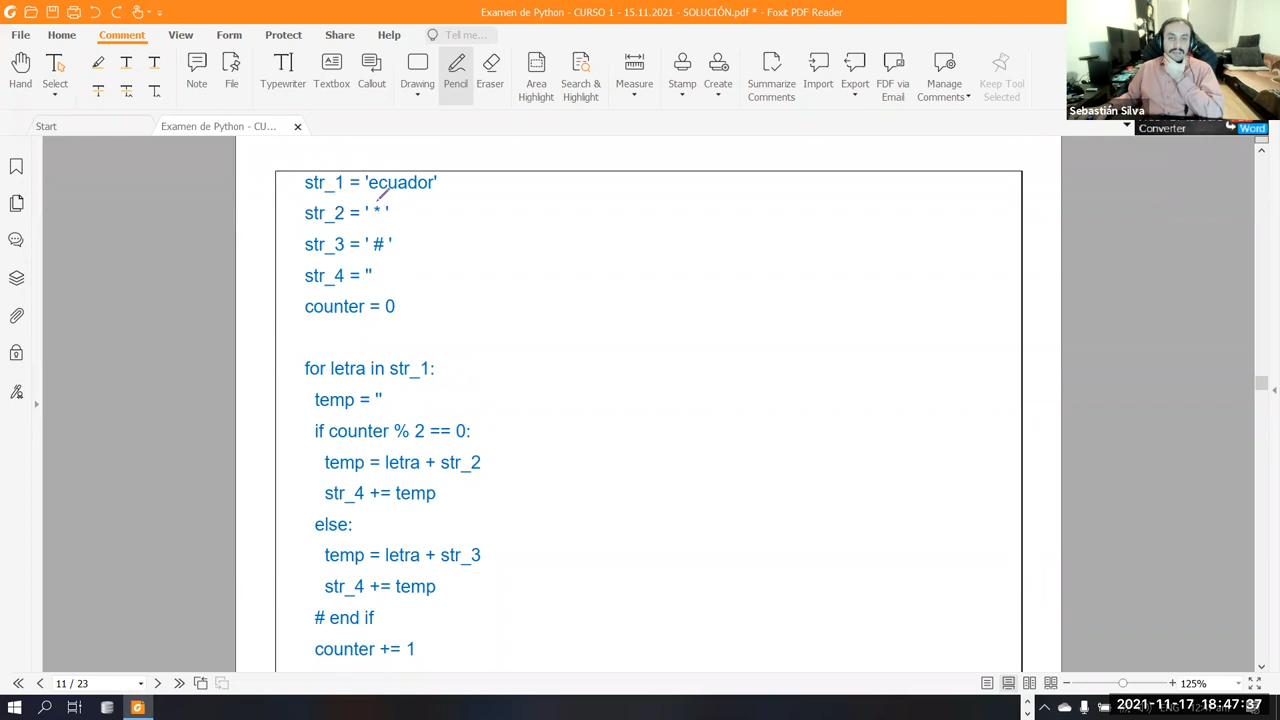 Examen de Python - CURSO 1 - 15.11.2021 - SOLUCIÓN.pdf * - Foxit PDF Reader
File Home Comment View Form Protect Share Help Tell me...
Hand Select Note File Typewriter Textbox Callout Drawing Pencil Eraser Area Highlight Search & Highlight Measure Stamp Create Summarize Comments Import Export FDF via Email Manage Comments Keep Tool Selected
Sebastián Silva
Start Examen de Python - CU...
Converter Word
str_1 = 'ecuador'
str_2 = ' * '
str_3 = ' # '
str_4 = ''
counter = 0
for letra in str_1:
temp = ''
if counter % 2 == 0:
temp = letra + str_2
str_4 += temp
else:
temp = letra + str_3
str_4 += temp
# end if
counter += 1
11 / 23
125%
2021-11-17 18:47:37